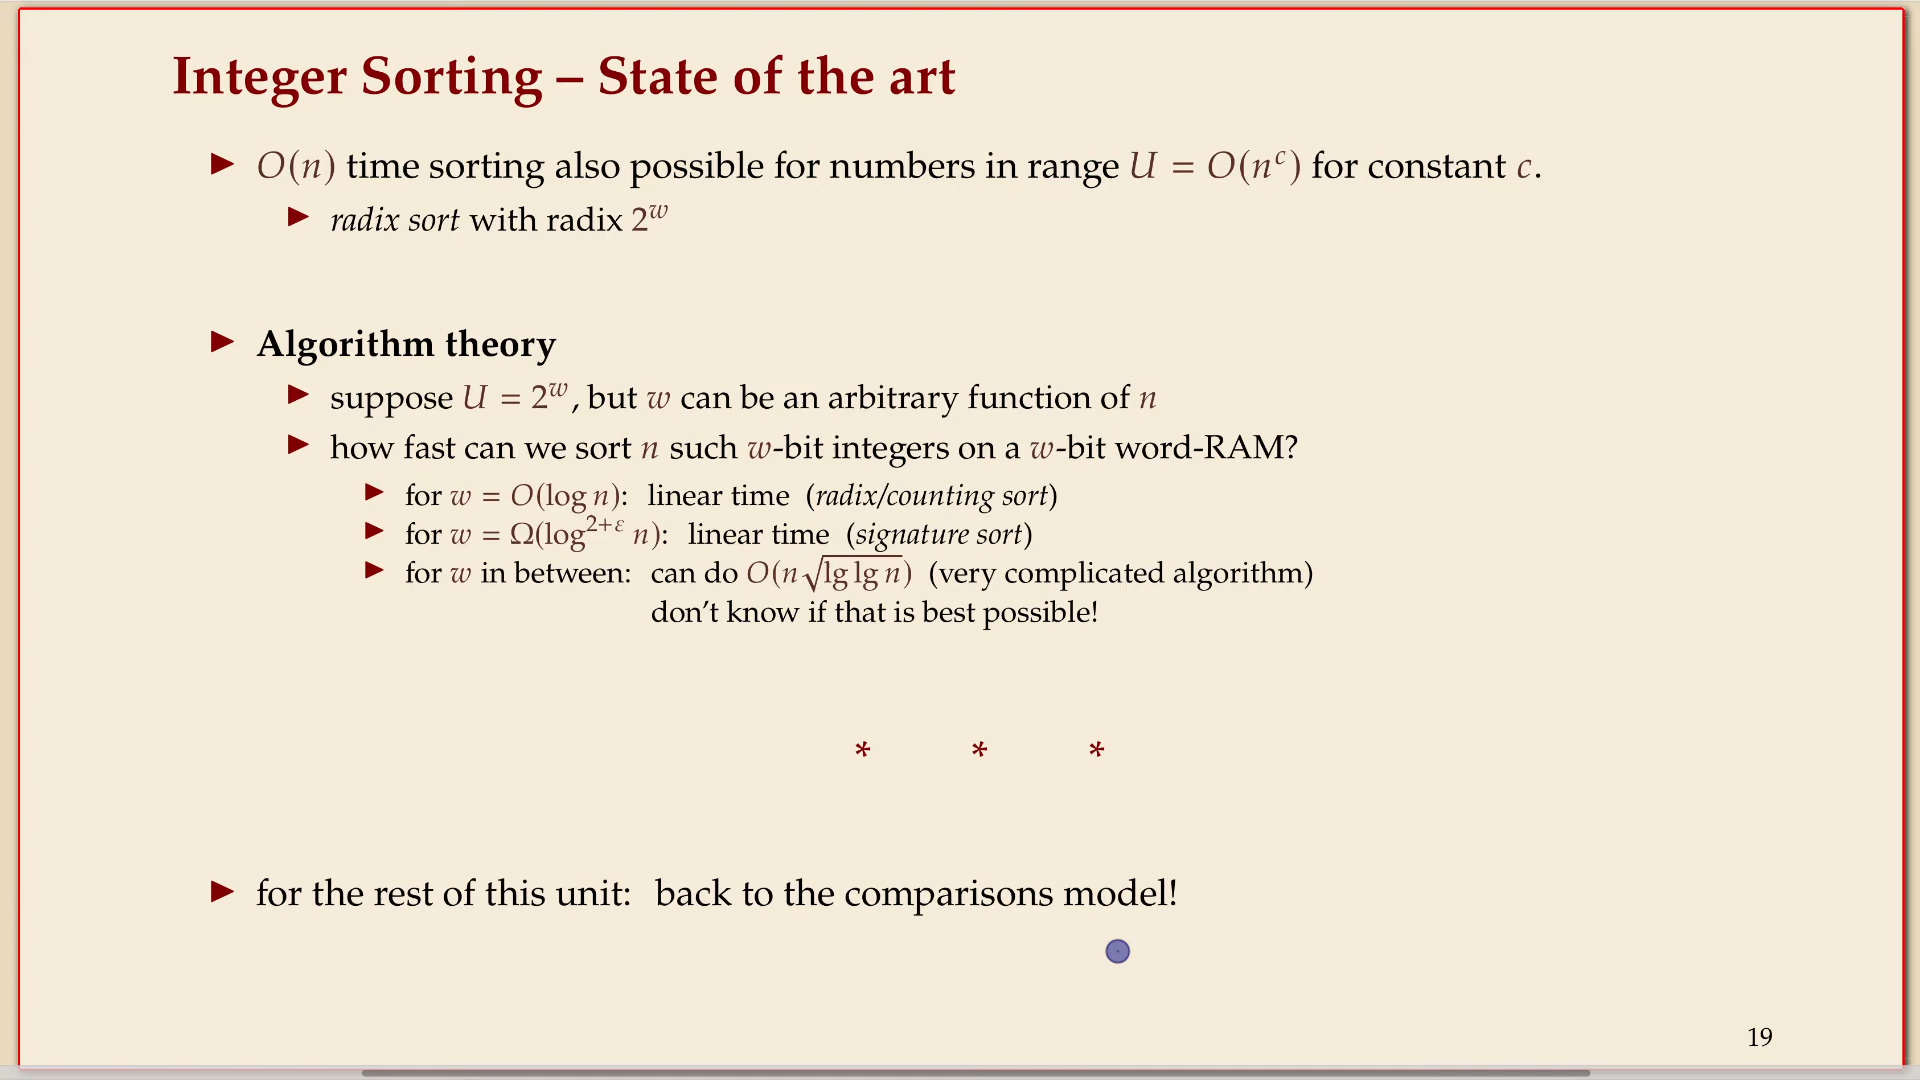 Integer Sorting – State of the art
▶ O(n) time sorting also possible for numbers in range U = O(nᶜ) for constant c.
▶ radix sort with radix 2ʷ
▶ Algorithm theory
▶ suppose U = 2ʷ, but w can be an arbitrary function of n
▶ how fast can we sort n such w-bit integers on a w-bit word-RAM?
▶ for w = O(log n): linear time (radix/counting sort)
▶ for w = Ω(log²⁺ᵋ n): linear time (signature sort)
▶ for w in between: can do O(n√lg lg n) (very complicated algorithm)
don't know if that is best possible!
* * *
▶ for the rest of this unit: back to the comparisons model!
19